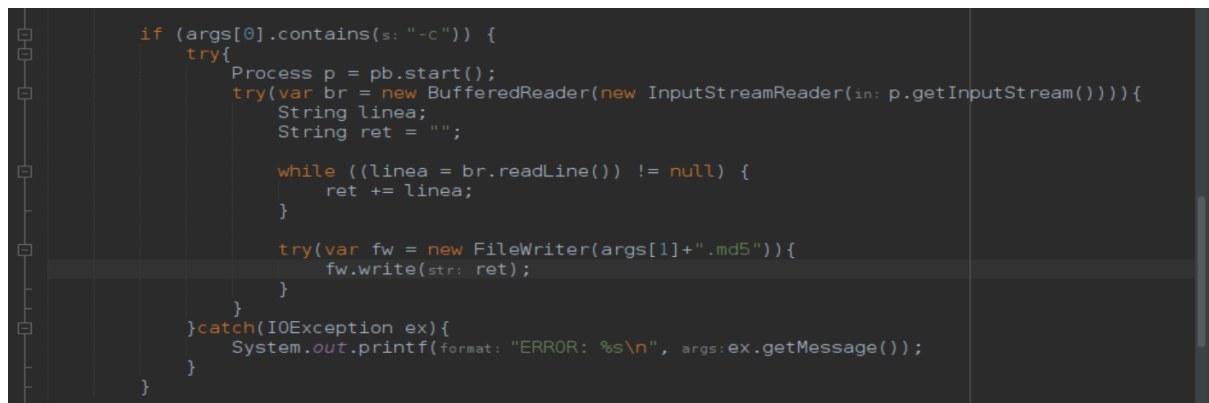 if (args[0].contains(s: "-c")) {
try{
Process p = pb.start();
try(var br = new BufferedReader(new InputStreamReader(in: p.getInputStream()))){
String linea;
String ret = "";
while ((linea = br.readLine()) != null) {
ret += linea;
}
try(var fw = new FileWriter(args[1]+".md5")){
fw.write(str: ret);
}
}
}catch(IOException ex){
System.out.printf(format: "ERROR: %s\n", args:ex.getMessage());
}
}